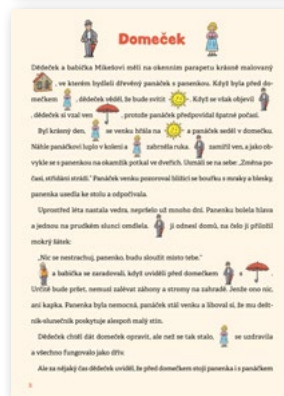 Domeček
Dědeček a babička Mikešovi měli na okenním parapetu krásně malovaný
, ve kterém bydleli dřevěný panáček s panenkou. Když byla před do-
mečkem , dědeček věděl, že bude svítit . Když se však objevil
, dědeček si vzal ven , protože panáček předpovídal špatné počasí.
Byl krásný den, se venku hřála na a panáček seděl v domečku.
Náhle panáčkovi luplo v koleni a zabrněla ruka. zamířil ven, a jako ob-
vykle se s panenkou na okamžik potkal ve dveřích. Usmáli se na sebe. „Změna po-
časí, střídání stráží.“ Panáček venku pozoroval blížící se bouřku s mraky a blesky,
panenka usedla ke stolu a odpočívala.
Uprostřed léta nastala vedra, nepršelo už mnoho dní. Panenku bolela hlava
a jednou na prudkém slunci omdlela. ji odnesl domů, na čelo jí přiložil
mokrý šátek:
„Nic se nestrachuj, panenko, budu sloužit místo tebe.“
a babička se zaradovali, když uviděli před domečkem s .
Určitě bude pršet, nemusí zalévat záhony a stromy na zahradě. Jenže ono nic,
ani kapka. Panenka byla nemocná, panáček stál venku a liboval si, že mu dešt-
ník-slunečník poskytuje alespoň malý stín.
Dědeček chtěl dát domeček opravit, ale než se tak stalo, se uzdravila
a všechno fungovalo jako dřív.
Ale za nějaký čas dědeček uviděl, že před domečkem stojí panenka i s panáčkem